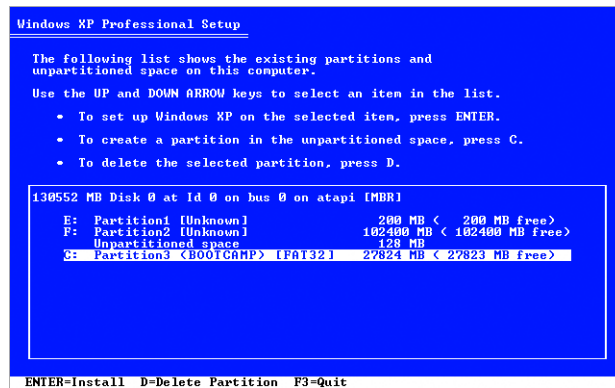 Windows XP Professional Setup
The following list shows the existing partitions and
unpartitioned space on this computer.
Use the UP and DOWN ARROW keys to select an item in the list.
• To set up Windows XP on the selected item, press ENTER.
• To create a partition in the unpartitioned space, press C.
• To delete the selected partition, press D.
130552 MB Disk 0 at Id 0 on bus 0 on atapi [MBR]
E: Partition1 [Unknown] 200 MB ( 200 MB free)
F: Partition2 [Unknown] 102400 MB ( 102400 MB free)
Unpartitioned space 128 MB
C: Partition3 (BOOTCAMP) [FAT32] 27824 MB ( 27823 MB free)
ENTER=Install D=Delete Partition F3=Quit